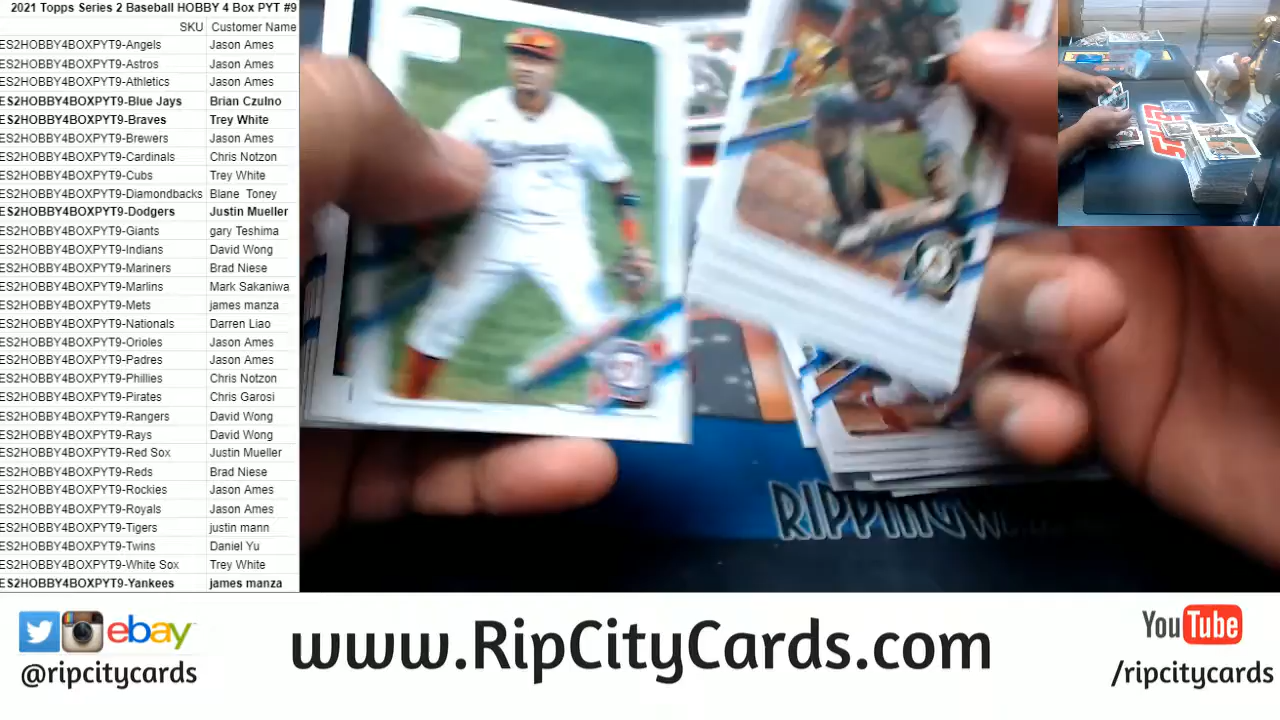 2021 Topps Series 2 Baseball HOBBY 4 Box PYT #9
SKU Customer Name
ES2HOBBY4BOXPYT9-Angels Jason Ames
ES2HOBBY4BOXPYT9-Astros Jason Ames
ES2HOBBY4BOXPYT9-Athletics Jason Ames
ES2HOBBY4BOXPYT9-Blue Jays Brian Czulno
ES2HOBBY4BOXPYT9-Braves Trey White
ES2HOBBY4BOXPYT9-Brewers Jason Ames
ES2HOBBY4BOXPYT9-Cardinals Chris Notzon
ES2HOBBY4BOXPYT9-Cubs Trey White
ES2HOBBY4BOXPYT9-Diamondbacks Blane Toney
ES2HOBBY4BOXPYT9-Dodgers Justin Mueller
ES2HOBBY4BOXPYT9-Giants gary Teshima
ES2HOBBY4BOXPYT9-Indians David Wong
ES2HOBBY4BOXPYT9-Mariners Brad Niese
ES2HOBBY4BOXPYT9-Marlins Mark Sakaniwa
ES2HOBBY4BOXPYT9-Mets james manza
ES2HOBBY4BOXPYT9-Nationals Darren Liao
ES2HOBBY4BOXPYT9-Orioles Jason Ames
ES2HOBBY4BOXPYT9-Padres Jason Ames
ES2HOBBY4BOXPYT9-Phillies Chris Notzon
ES2HOBBY4BOXPYT9-Pirates Chris Garosi
ES2HOBBY4BOXPYT9-Rangers David Wong
ES2HOBBY4BOXPYT9-Rays David Wong
ES2HOBBY4BOXPYT9-Red Sox Justin Mueller
ES2HOBBY4BOXPYT9-Reds Brad Niese
ES2HOBBY4BOXPYT9-Rockies Jason Ames
ES2HOBBY4BOXPYT9-Royals Jason Ames
ES2HOBBY4BOXPYT9-Tigers justin mann
ES2HOBBY4BOXPYT9-Twins Daniel Yu
ES2HOBBY4BOXPYT9-White Sox Trey White
ES2HOBBY4BOXPYT9-Yankees james manza
RIPPING
ebay
@ripcitycards
www.RipCityCards.com
YouTube
/ripcitycards